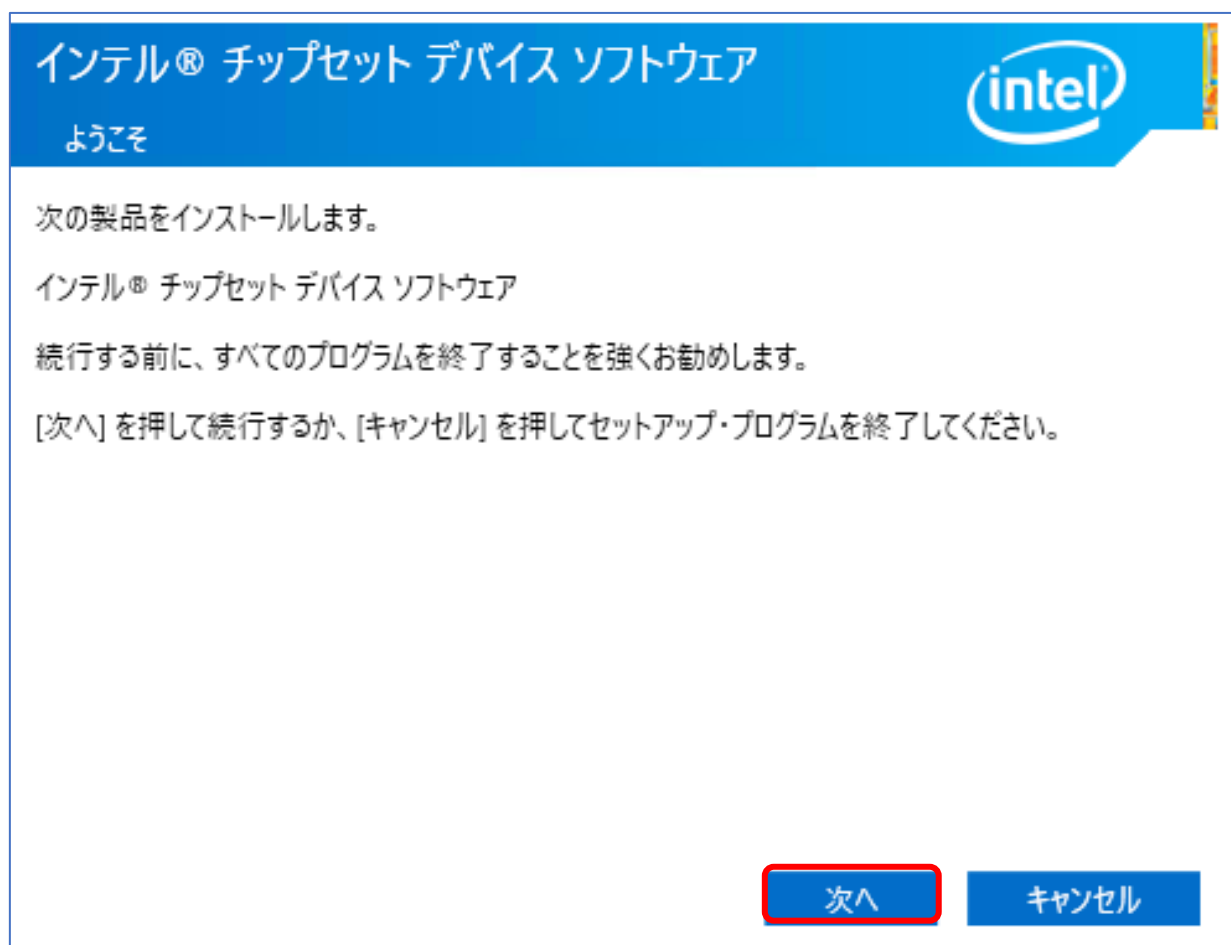 インテル® チップセット デバイス ソフトウェア
intel
ようこそ
次の製品をインストールします。
インテル® チップセット デバイス ソフトウェア
続行する前に、すべてのプログラムを終了することを強くお勧めします。
[次へ] を押して続行するか、[キャンセル] を押してセットアップ・プログラムを終了してください。
次へ
キャンセル